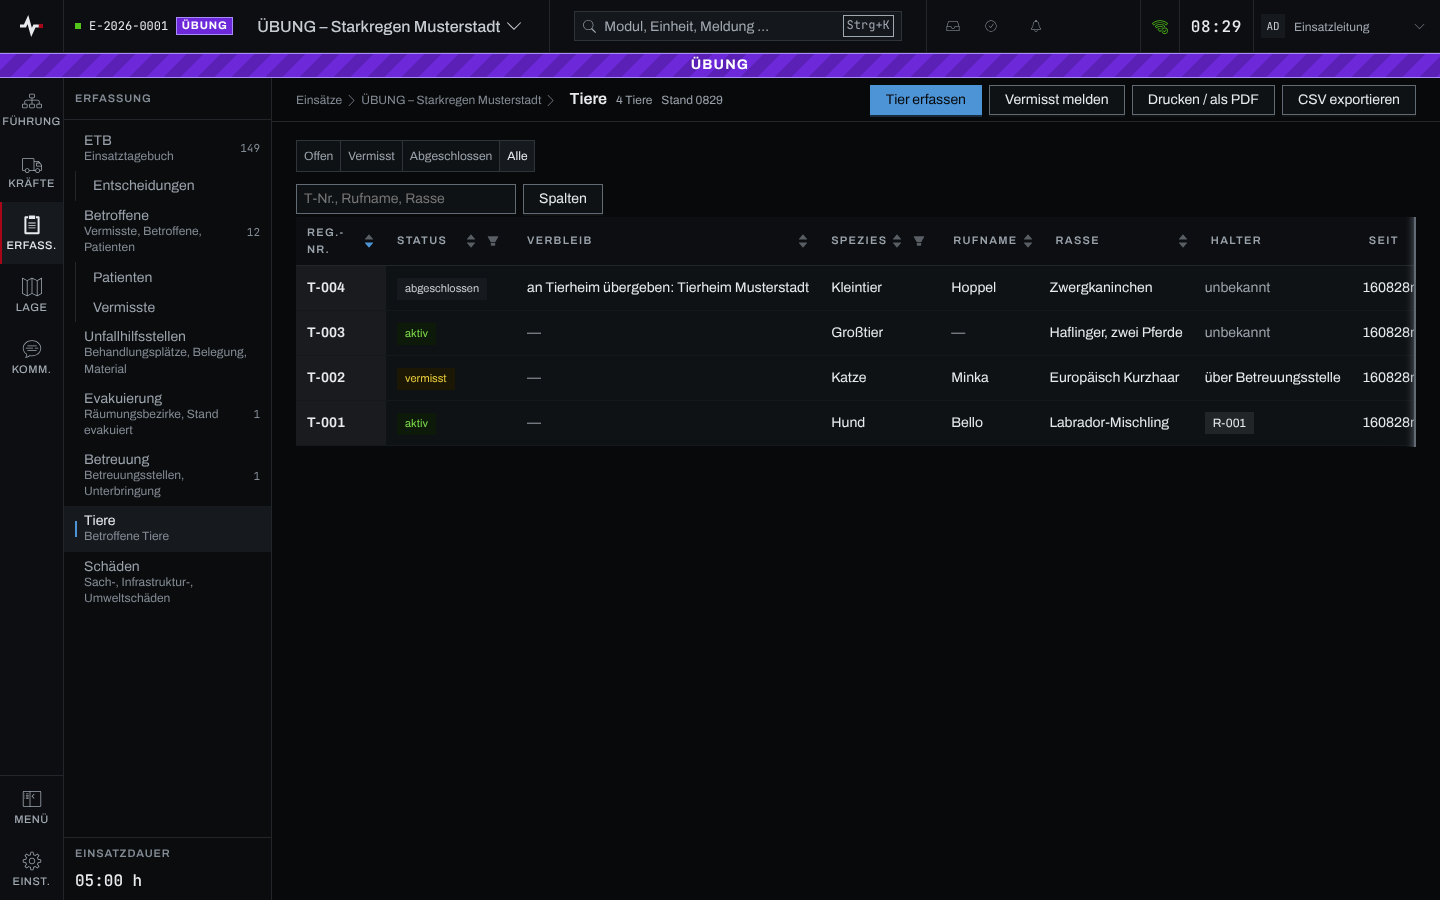 E-2026-0001 ÜBUNG ÜBUNG – Starkregen Musterstadt Modul, Einheit, Meldung ... Strg+K 08:29 AD Einsatzleitung
ÜBUNG
FÜHRUNG
KRÄFTE
ERFASS.
LAGE
KOMM.
MENÜ
EINST.
ERFASSUNG
ETB
Einsatztagebuch
149
Entscheidungen
Betroffene
Vermisste, Betroffene,
Patienten
12
Patienten
Vermisste
Unfallhilfsstellen
Behandlungsplätze, Belegung,
Material
Evakuierung
Räumungsbezirke, Stand
evakuiert
1
Betreuung
Betreuungsstellen,
Unterbringung
1
Tiere
Betroffene Tiere
Schäden
Sach-, Infrastruktur-,
Umweltschäden
EINSATZDAUER
05:00 h
Einsätze ÜBUNG – Starkregen Musterstadt Tiere 4 Tiere Stand 0829 Tier erfassen Vermisst melden Drucken / als PDF CSV exportieren
Offen Vermisst Abgeschlossen Alle
T-Nr., Rufname, Rasse Spalten
REG.-
NR. STATUS VERBLEIB SPEZIES RUFNAME RASSE HALTER SEIT
T-004 abgeschlossen an Tierheim übergeben: Tierheim Musterstadt Kleintier Hoppel Zwergkaninchen unbekannt 160828
T-003 aktiv — Großtier — Haflinger, zwei Pferde unbekannt 160828
T-002 vermisst — Katze Minka Europäisch Kurzhaar über Betreuungsstelle 160828
T-001 aktiv — Hund Bello Labrador-Mischling R-001 160828